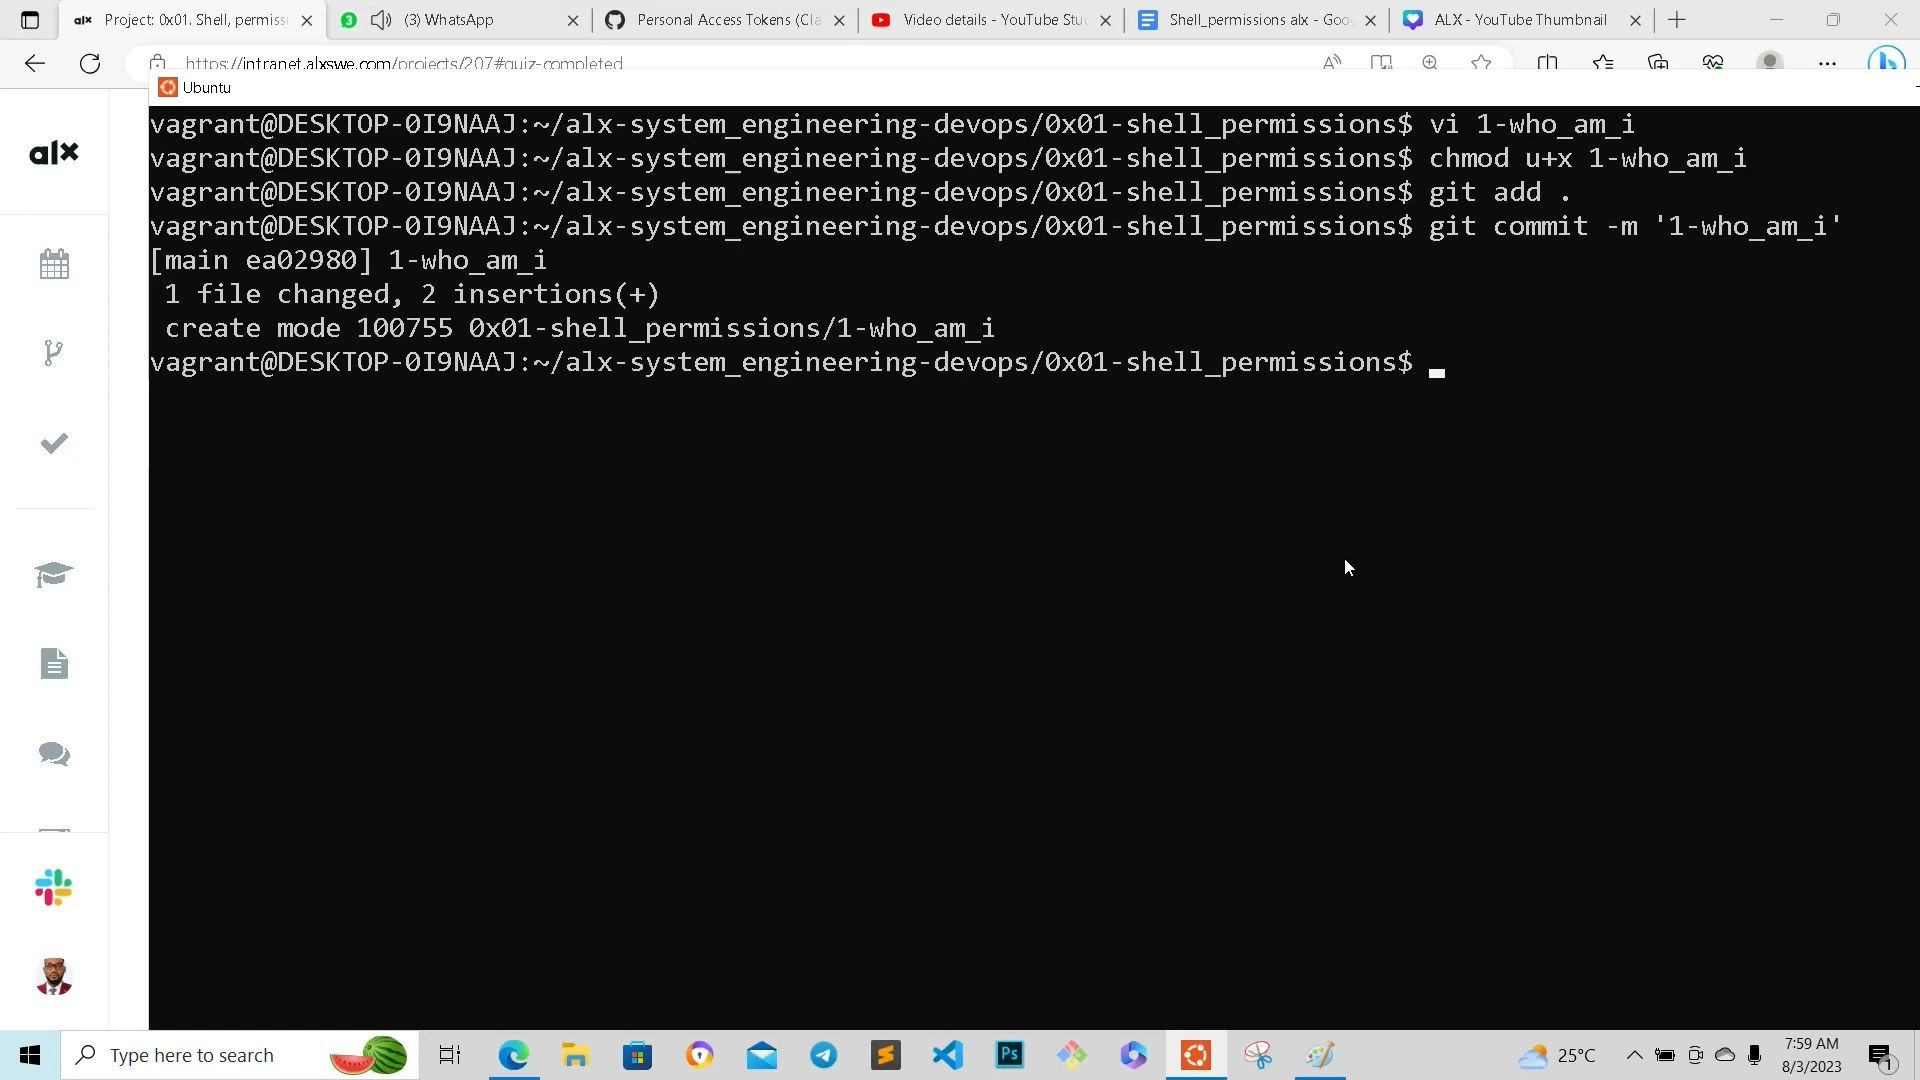 alx Project: 0x01. Shell, permiss
3 (3) WhatsApp
Personal Access Tokens (Cla
Video details - YouTube Stu
Shell_permissions alx - Goo
ALX - YouTube Thumbnail
https://intranet.alxswe.com/projects/207#quiz-completed
Ubuntu
alx
vagrant@DESKTOP-0I9NAAJ:~/alx-system_engineering-devops/0x01-shell_permissions$ vi 1-who_am_i
vagrant@DESKTOP-0I9NAAJ:~/alx-system_engineering-devops/0x01-shell_permissions$ chmod u+x 1-who_am_i
vagrant@DESKTOP-0I9NAAJ:~/alx-system_engineering-devops/0x01-shell_permissions$ git add .
vagrant@DESKTOP-0I9NAAJ:~/alx-system_engineering-devops/0x01-shell_permissions$ git commit -m '1-who_am_i'
[main ea02980] 1-who_am_i
1 file changed, 2 insertions(+)
create mode 100755 0x01-shell_permissions/1-who_am_i
vagrant@DESKTOP-0I9NAAJ:~/alx-system_engineering-devops/0x01-shell_permissions$
Type here to search
Ps
25°C
7:59 AM
8/3/2023
1